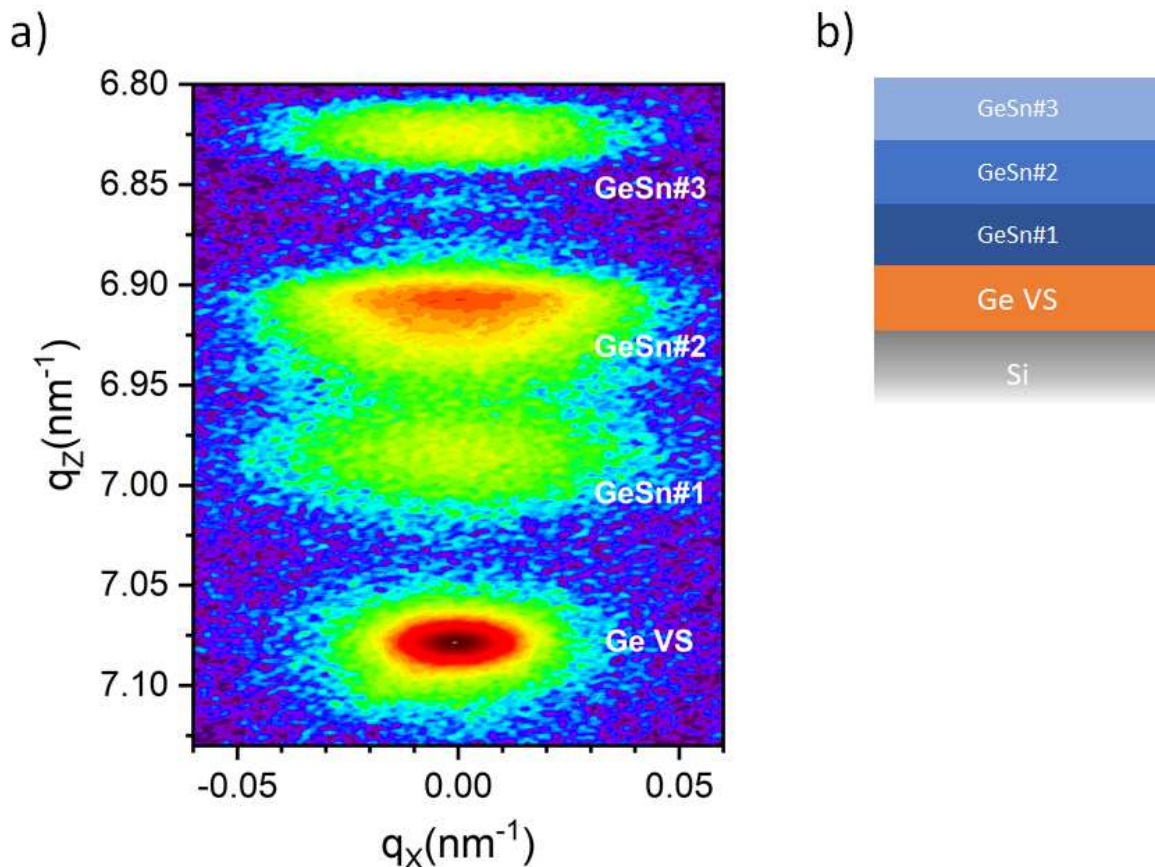 a)
6.80
6.85
6.90
6.95
7.00
7.05
7.10
qZ(nm-1)
GeSn#3
GeSn#2
GeSn#1
Ge VS
-0.05
0.00
0.05
qX(nm-1)
b)
GeSn#3
GeSn#2
GeSn#1
Ge VS
Si